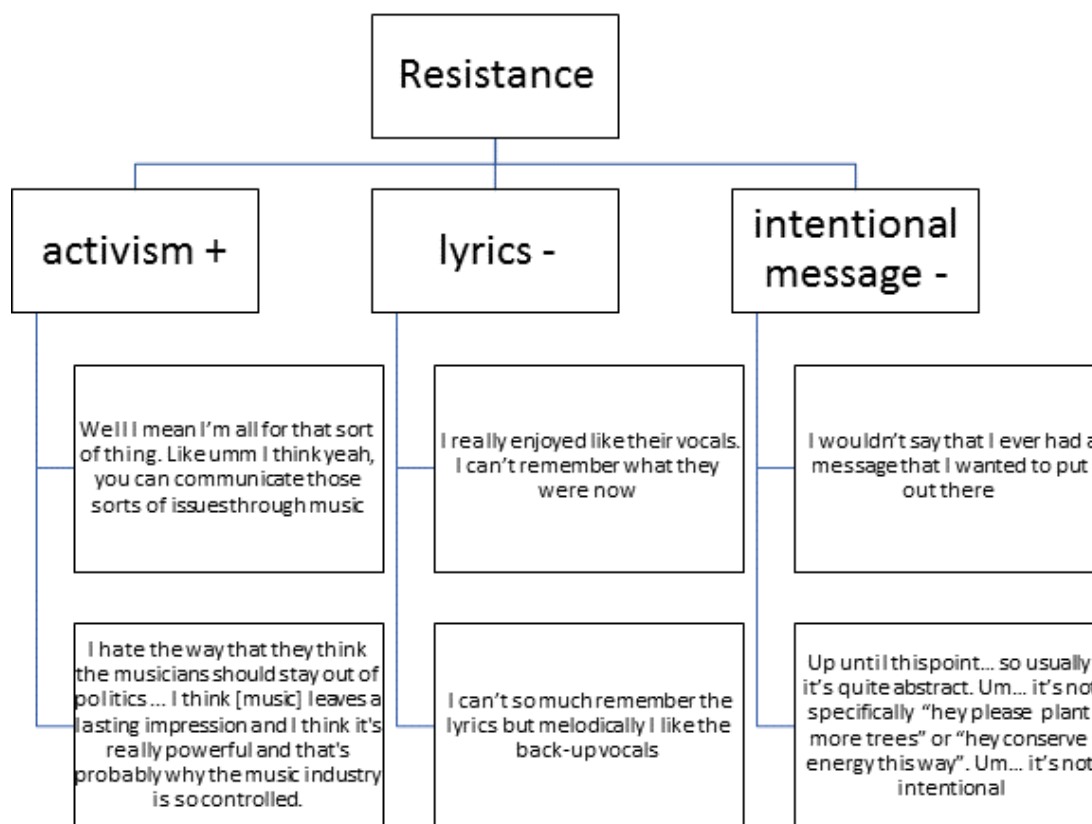 Resistance
activism +
lyrics -
intentional
message -
Well I mean I'm all for that sort
of thing. Like umm I think yeah,
you can communicate those
sorts of issuesthrough music
I really enjoyed like their vocals.
I can't remember what they
were now
I wouldn't say that I ever had a
message that I wanted to put
out there
I hate the way that they think
the musicians should stay out of
politics ... I think [music] leaves a
lasting impression and I think it's
really powerful and that's
probably why the music industry
is so controlled.
I can't so much remember the
lyrics but melodically I like the
back-up vocals
Up until this point... so usually
it's quite abstract. Um... it's not
specifically “hey please plant
more trees” or “hey conserve
energy this way”. Um... it's not
intentional